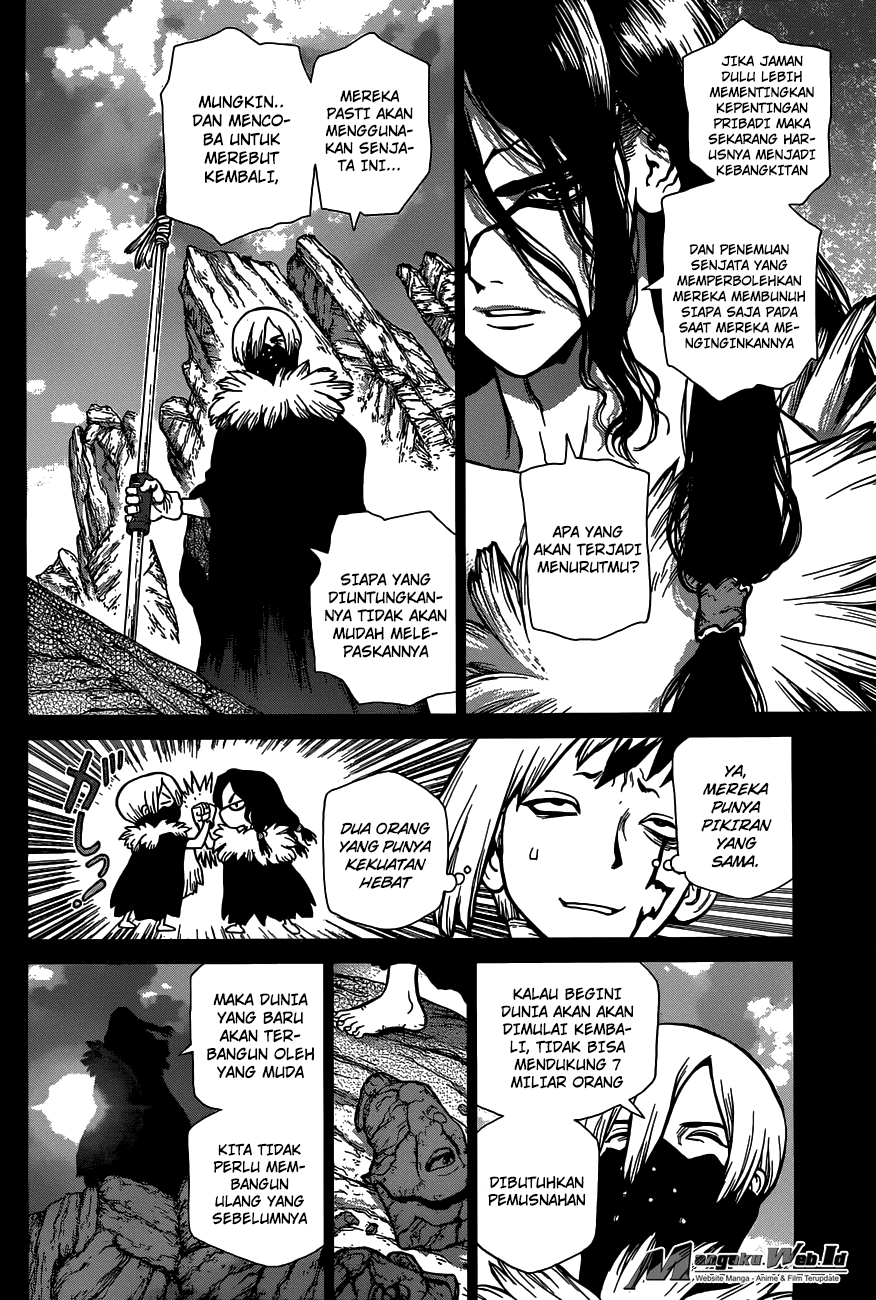 JIKA JAMAN
DULU LEBIH
MEMENTINGKAN
KEPENTINGAN
PRIBADI MAKA
SEKARANG HAR-
USNYA MENJADI
KEBANGKITAN
DAN PENEMUAN
SENJATA YANG
MEMPERBOLEHKAN
MEREKA MEMBUNUH
SIAPA SAJA PADA
SAAT MEREKA ME-
NGINGINKANNYA
APA YANG
AKAN TERJADI
MENURUTMU?
MEREKA
PASTI AKAN
MENGGUNA-
KAN SENJA-
TA INI...
MUNGKIN..
DAN MENCO-
BA UNTUK
MEREBUT
KEMBALI,
SIAPA YANG
DIUNTUNGKAN-
NYA TIDAK AKAN
MUDAH MELE-
PASKANNYA
YA,
MEREKA
PUNYA
PIKIRAN
YANG
SAMA.
DUA ORANG
YANG PUNYA
KEKUATAN
HEBAT
ガしっ!
KALAU BEGINI
DUNIA AKAN AKAN
DIMULAI KEMBA-
LI, TIDAK BISA
MENDUKUNG 7
MILIAR ORANG
DIBUTUHKAN
PEMUSNAHAN
MAKA DUNIA
YANG BARU
AKAN TER-
BANGUN OLEH
YANG MUDA
KITA TIDAK
PERLU MEM-
BANGUN
ULANG YANG
SEBELUMNYA
Mangaku.Web.Id
Website Manga - Anime & Film Terupdate